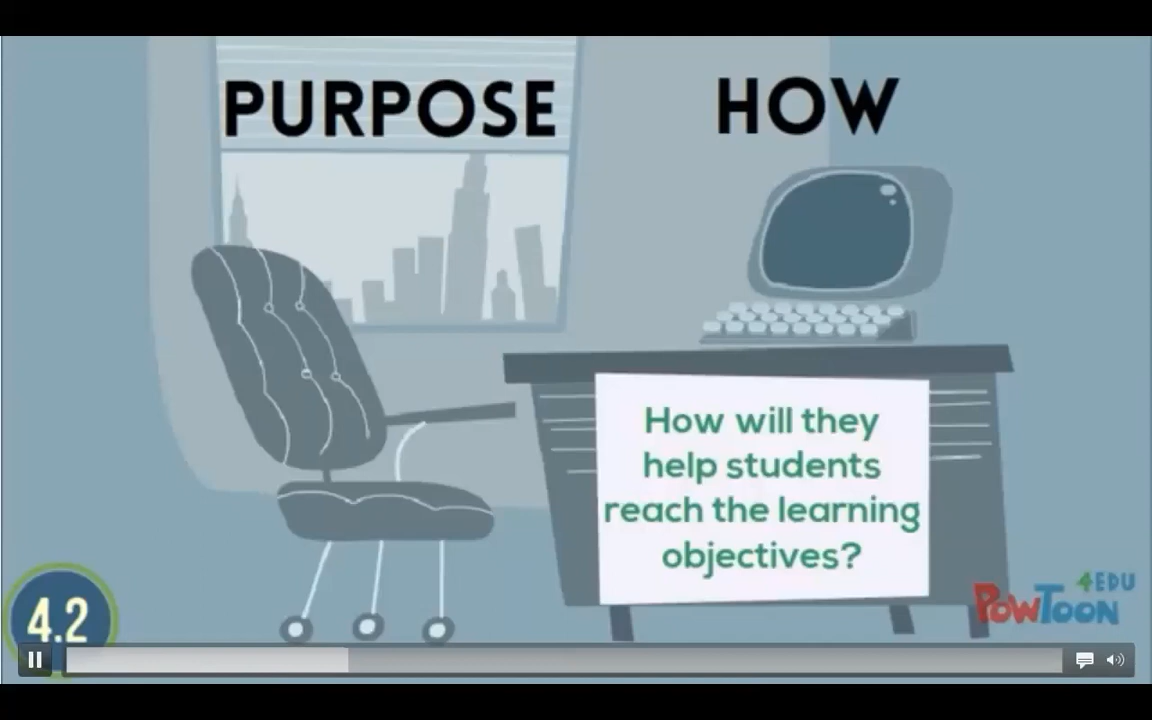 PURPOSE
HOW
How will they
help students
reach the learning
objectives?
4.2
4EDU
PowToon